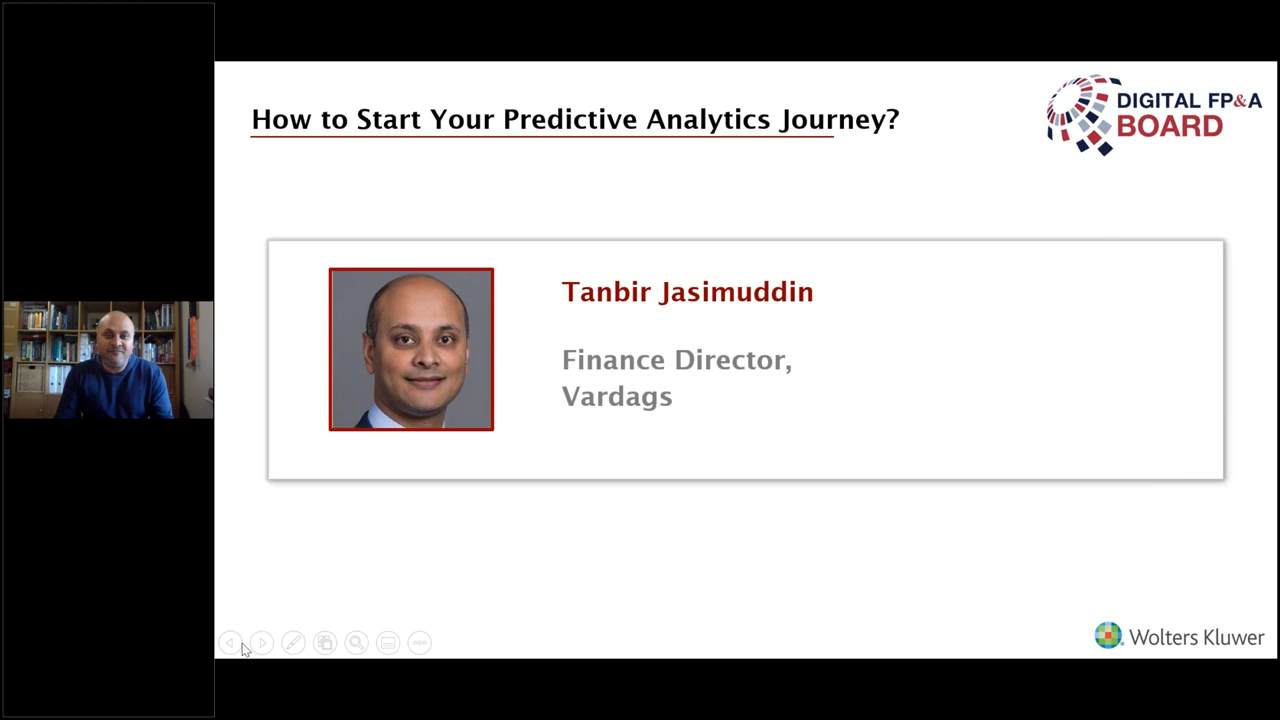 How to Start Your Predictive Analytics Journey?
DIGITAL FP&A
BOARD
Tanbir Jasimuddin
Finance Director,
Vardags
Wolters Kluwer